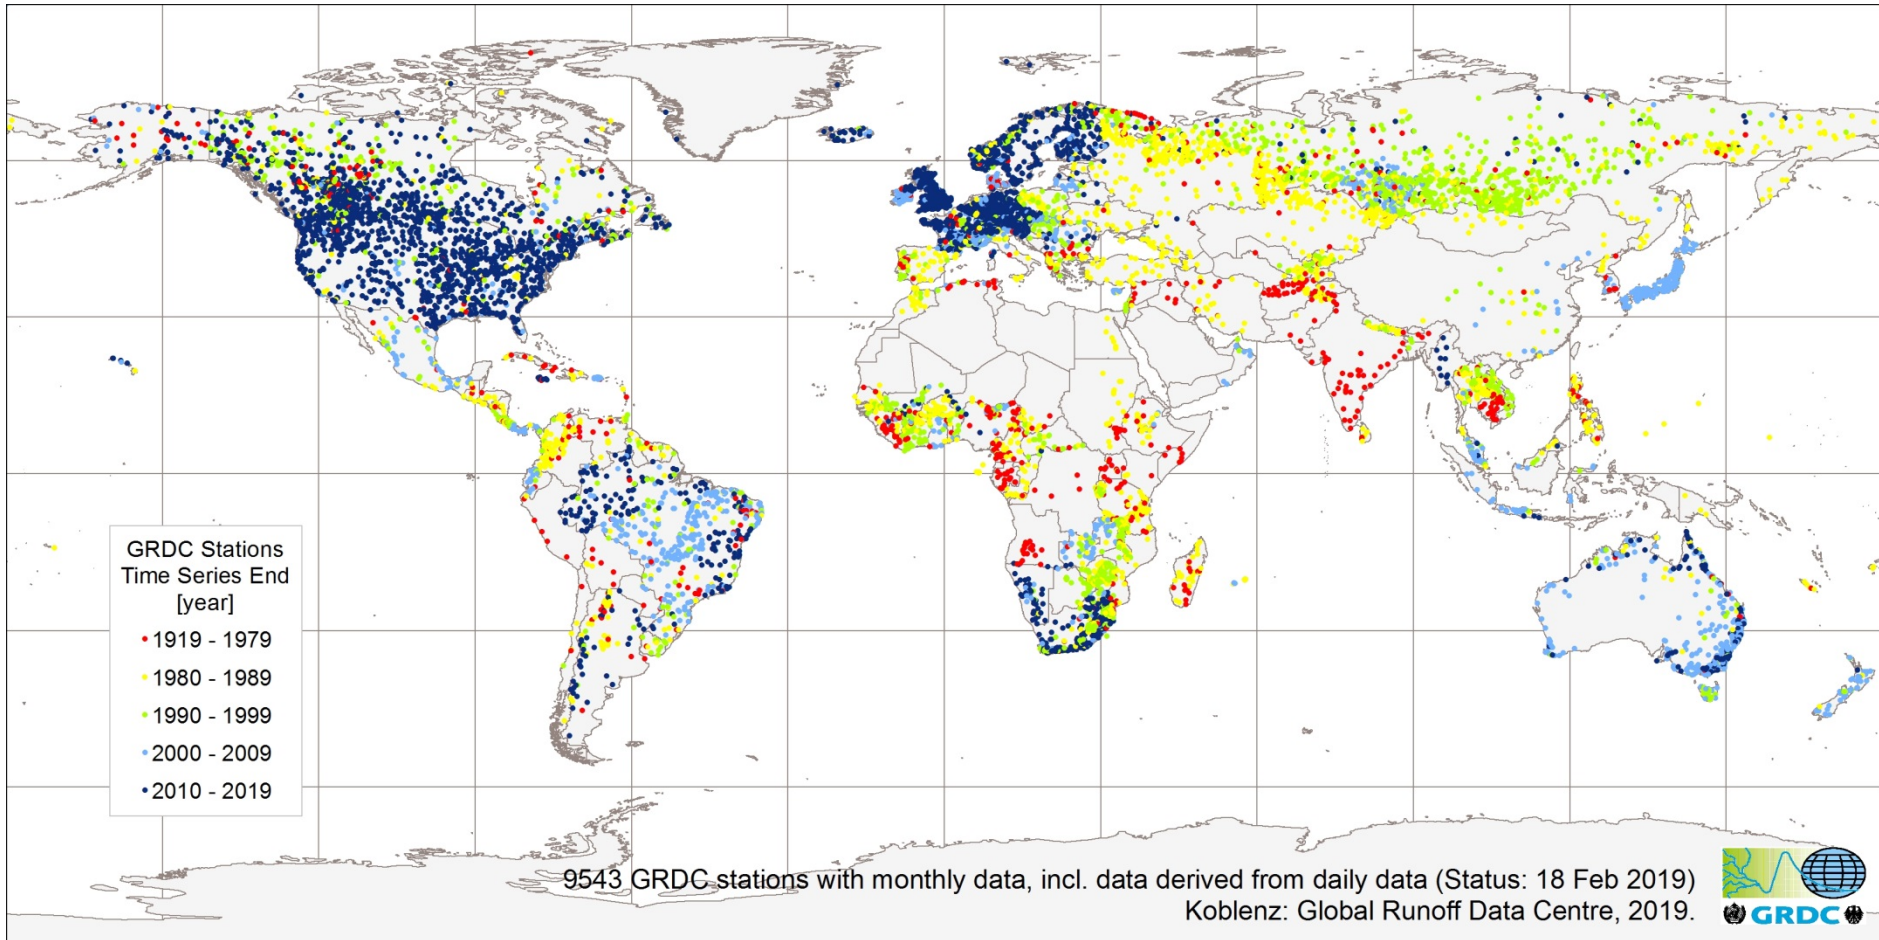 GRDC Stations
Time Series End
[year]
1919 - 1979
1980 - 1989
1990 - 1999
2000 - 2009
2010 - 2019
9543 GRDC stations with monthly data, incl. data derived from daily data (Status: 18 Feb 2019)
Koblenz: Global Runoff Data Centre, 2019.
GRDC